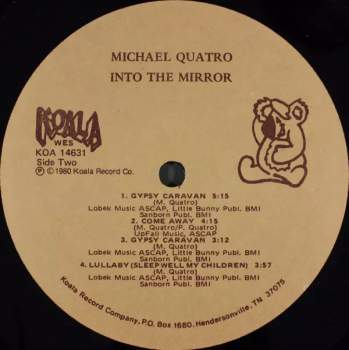 MICHAEL QUATRO
INTO THE MIRROR
KOALA
WES
KOA 14631
Side Two
Ⓟ © 1980 Koala Record Co.
1. GYPSY CARAVAN 5:15
(M. Quatro)
Lobek Music ASCAP, Little Bunny Publ. BMI
Sanborn Publ. BMI
2. COME AWAY 4:15
(M. Quatro/P. Quatro)
UpFall Music, ASCAP
3. GYPSY CARAVAN 3:12
(M. Quatro)
Lobek Music ASCAP, Little Bunny Publ. BMI
Sanborn Publ. BMI
4. LULLABY (SLEEP WELL MY CHILDREN) 3:57
(M. Quatro)
Lobek Music ASCAP, Little Bunny Publ. BMI
Sanborn Publ. BMI
Koala Record Company, P.O. Box 1680, Hendersonville, TN 37075